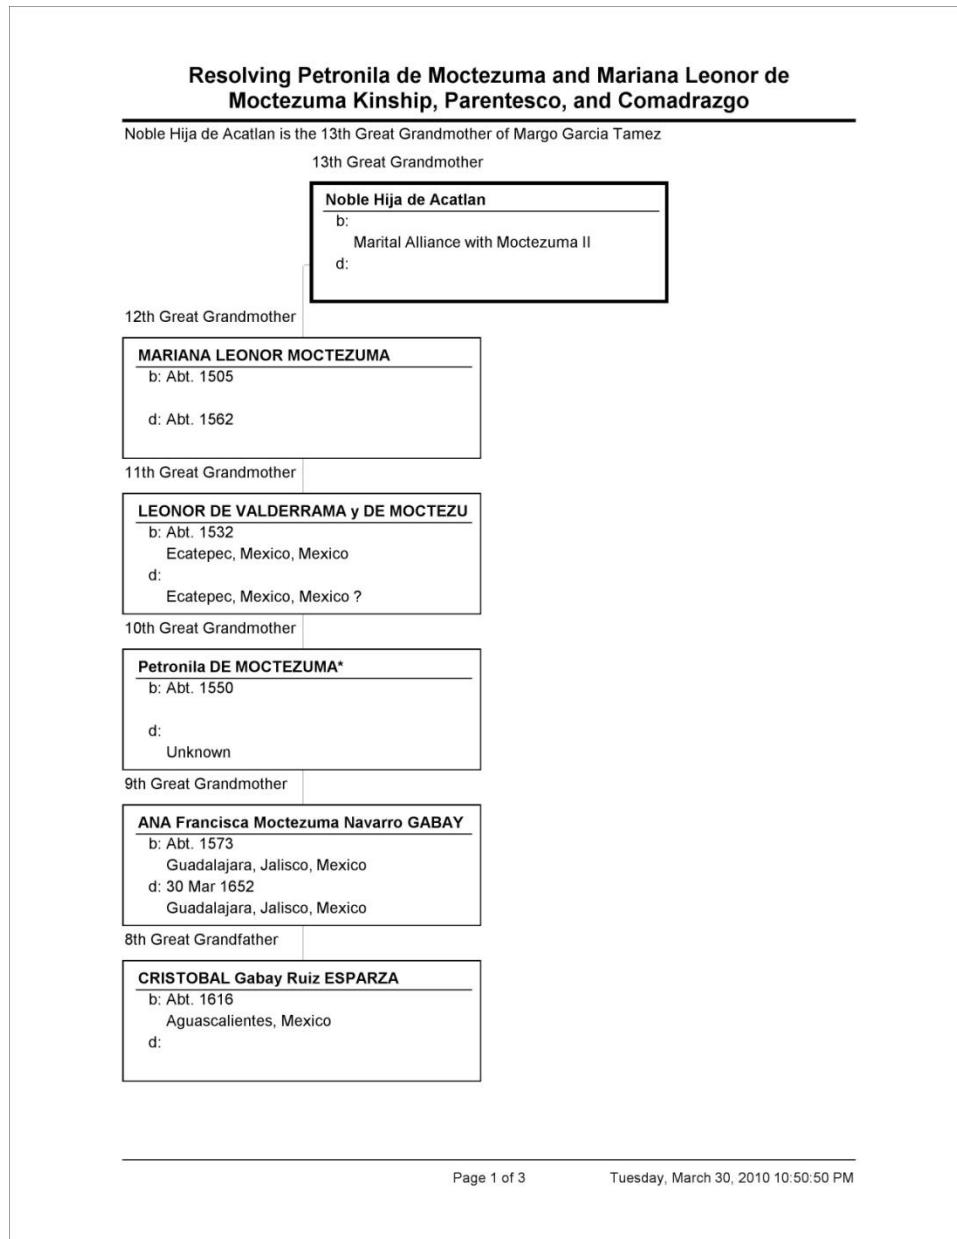 Resolving Petronila de Moctezuma and Mariana Leonor de
Moctezuma Kinship, Parentesco, and Comadrazgo
Noble Hija de Acatlan is the 13th Great Grandmother of Margo Garcia Tamez
13th Great Grandmother
Noble Hija de Acatlan
b:
Marital Alliance with Moctezuma II
d:
12th Great Grandmother
MARIANA LEONOR MOCTEZUMA
b: Abt. 1505
d: Abt. 1562
11th Great Grandmother
LEONOR DE VALDERRAMA y DE MOCTEZU
b: Abt. 1532
Ecatepec, Mexico, Mexico
d:
Ecatepec, Mexico, Mexico ?
10th Great Grandmother
Petronila DE MOCTEZUMA*
b: Abt. 1550
d:
Unknown
9th Great Grandmother
ANA Francisca Moctezuma Navarro GABAY
b: Abt. 1573
Guadalajara, Jalisco, Mexico
d: 30 Mar 1652
Guadalajara, Jalisco, Mexico
8th Great Grandfather
CRISTOBAL Gabay Ruiz ESPARZA
b: Abt. 1616
Aguascalientes, Mexico
d:
Page 1 of 3 Tuesday, March 30, 2010 10:50:50 PM